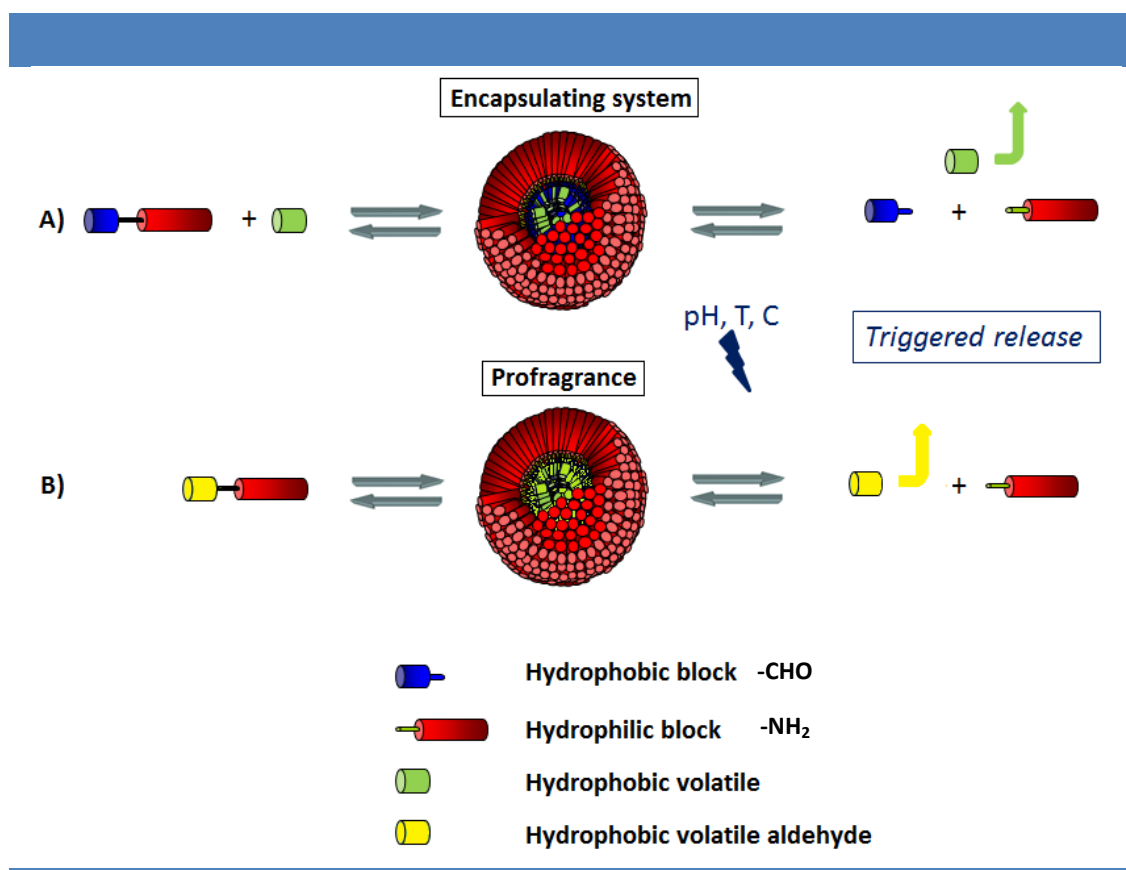 Encapsulating system
A)
+
+
pH, T, C
Triggered release
Profragrance
B)
+
Hydrophobic block -CHO
Hydrophilic block -NH₂
Hydrophobic volatile
Hydrophobic volatile aldehyde